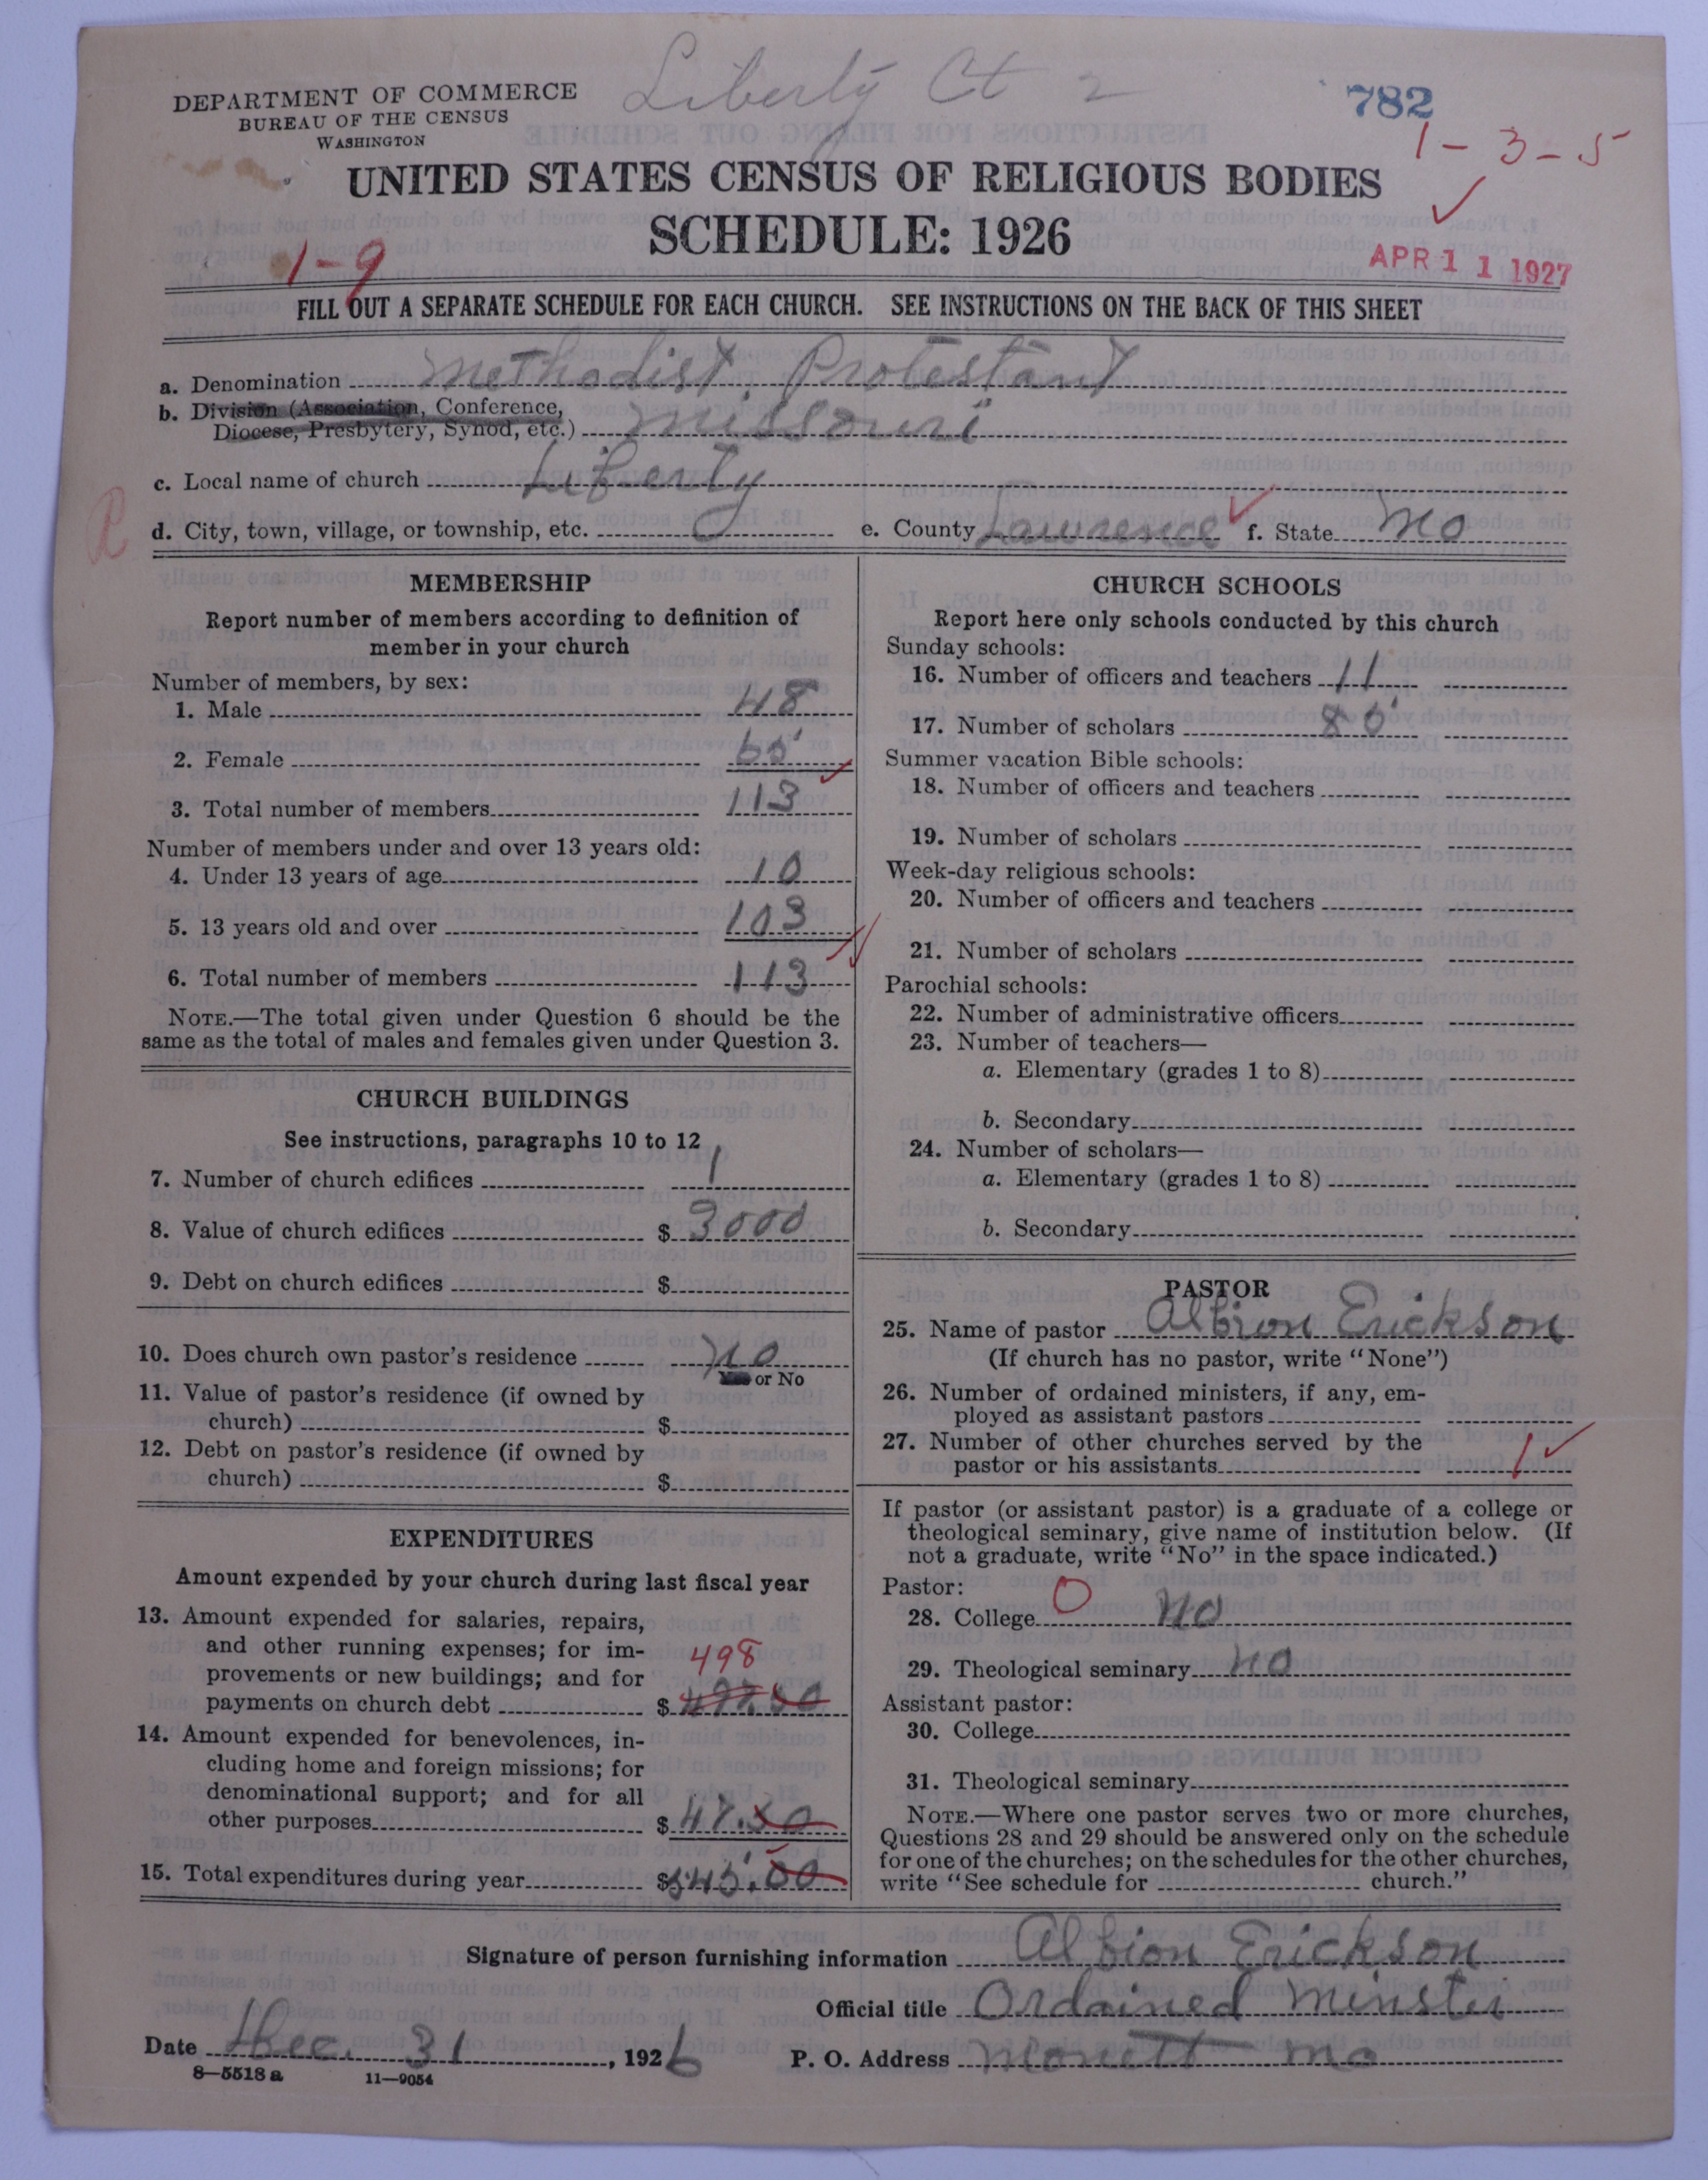 Liberty Ct 2
782
DEPARTMENT OF COMMERCE
BUREAU OF THE CENSUS
WASHINGTON
1-3-5
UNITED STATES CENSUS OF RELIGIOUS BODIES
SCHEDULE: 1926
1-9
APR 11 1927
FILL OUT A SEPARATE SCHEDULE FOR EACH CHURCH. SEE INSTRUCTIONS ON THE BACK OF THIS SHEET
a. Denomination Methodist Protestant
b. Division (Association, Conference,
Diocese, Presbytery, Synod, etc.) Missouri
c. Local name of church Liberty
R
d. City, town, village, or township, etc. e. County Lawrence f. State Mo
MEMBERSHIP
Report number of members according to definition of
member in your church
Number of members, by sex:
1. Male 48
2. Female 65
3. Total number of members 113
Number of members under and over 13 years old:
4. Under 13 years of age 10
5. 13 years old and over 103
6. Total number of members 113
NOTE.—The total given under Question 6 should be the
same as the total of males and females given under Question 3.
CHURCH BUILDINGS
See instructions, paragraphs 10 to 12
7. Number of church edifices 1
8. Value of church edifices $ 3000
9. Debt on church edifices $
10. Does church own pastor's residence No
Yes or No
11. Value of pastor's residence (if owned by
church) $
12. Debt on pastor's residence (if owned by
church) $
EXPENDITURES
Amount expended by your church during last fiscal year
13. Amount expended for salaries, repairs,
and other running expenses; for im-
provements or new buildings; and for 498
payments on church debt $ 497.50
14. Amount expended for benevolences, in-
cluding home and foreign missions; for
denominational support; and for all
other purposes $ 47.50
15. Total expenditures during year $545.00
CHURCH SCHOOLS
Report here only schools conducted by this church
Sunday schools:
16. Number of officers and teachers 11
17. Number of scholars
Summer vacation Bible schools:
18. Number of officers and teachers
19. Number of scholars
Week-day religious schools:
20. Number of officers and teachers
21. Number of scholars
Parochial schools:
22. Number of administrative officers
23. Number of teachers—
a. Elementary (grades 1 to 8)
b. Secondary
24. Number of scholars—
a. Elementary (grades 1 to 8)
b. Secondary
PASTOR
25. Name of pastor Albion Erickson
(If church has no pastor, write "None")
26. Number of ordained ministers, if any, em-
ployed as assistant pastors
27. Number of other churches served by the
pastor or his assistants 1
If pastor (or assistant pastor) is a graduate of a college or
theological seminary, give name of institution below. (If
not a graduate, write "No" in the space indicated.)
Pastor:
28. College O No
29. Theological seminary No
Assistant pastor:
30. College
31. Theological seminary
NOTE.—Where one pastor serves two or more churches,
Questions 28 and 29 should be answered only on the schedule
for one of the churches; on the schedules for the other churches,
write "See schedule for church."
Signature of person furnishing information Albion Erickson
Official title Ordained Minster
Date Dec. 31, 1926 P. O. Address Monett Mo
8—5518 a 11—9054